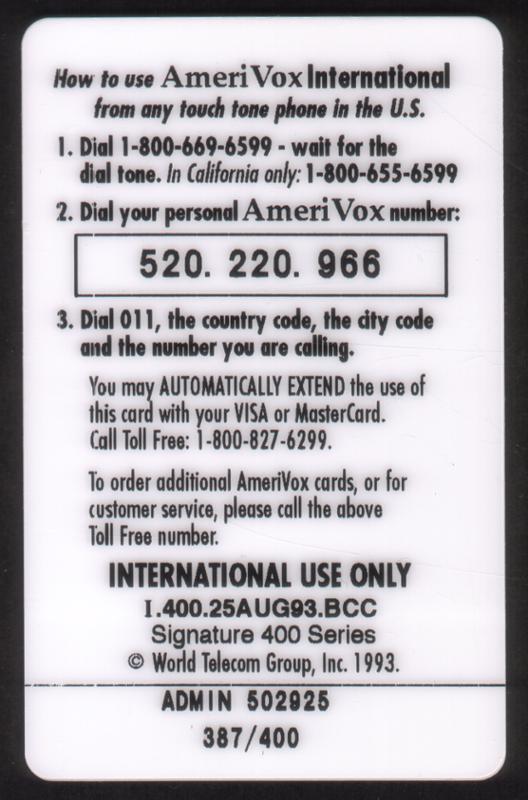 How to use AmeriVox International
from any touch tone phone in the U.S.
1. Dial 1-800-669-6599 - wait for the
dial tone. In California only: 1-800-655-6599
2. Dial your personal AmeriVox number:
520. 220. 966
3. Dial 011, the country code, the city code
and the number you are calling.
You may AUTOMATICALLY EXTEND the use of
this card with your VISA or MasterCard.
Call Toll Free: 1-800-827-6299.
To order additional AmeriVox cards, or for
customer service, please call the above
Toll Free number.
INTERNATIONAL USE ONLY
I.400.25AUG93.BCC
Signature 400 Series
© World Telecom Group, Inc. 1993.
ADMIN 502925
387/400